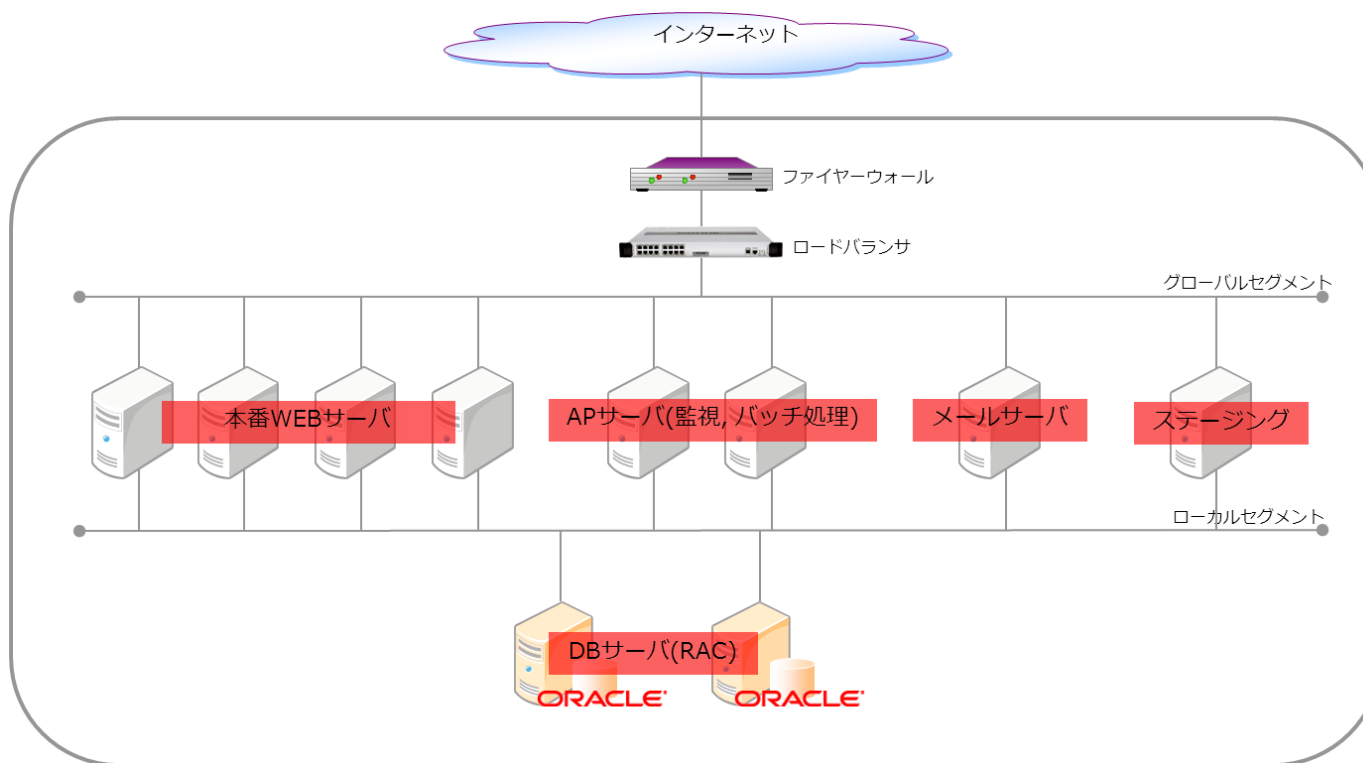 インターネット
ファイヤーウォール
ロードバランサ
グローバルセグメント
本番WEBサーバ
APサーバ(監視, バッチ処理)
メールサーバ
ステージング
ローカルセグメント
DBサーバ(RAC)
ORACLE
ORACLE